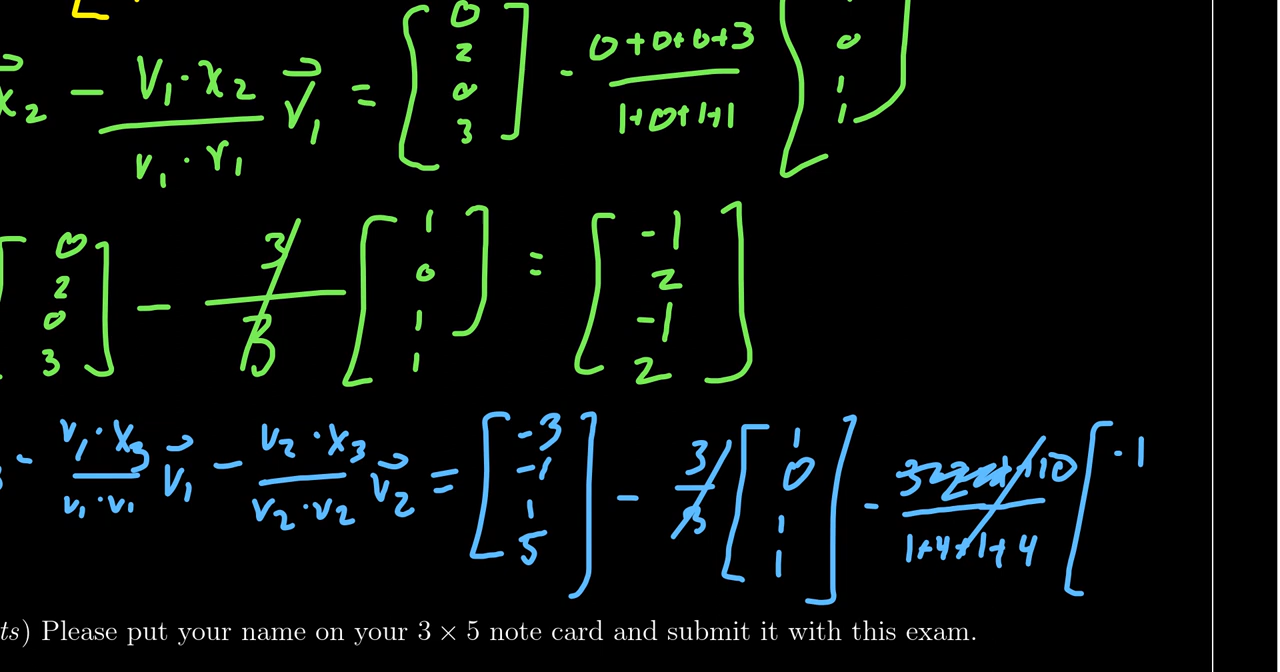 x₂ - (v₁ · x₂)/(v₁ · v₁) v₁ = [0 2 0 3] - (0+0+0+3)/(1+0+1+1) [0 1 1]
[0 2 0 3] - 3/3 [1 0 1 1] = [-1 2 -1 2]
- (v₁ · x₃)/(v₁ · v₁) v₁ - (v₂ · x₃)/(v₂ · v₂) v₂ = [-3 -1 1 5] - 3/3 [1 0 1 1] - 10/(1+4+1+4) [-1
ts) Please put your name on your 3 × 5 note card and submit it with this exam.